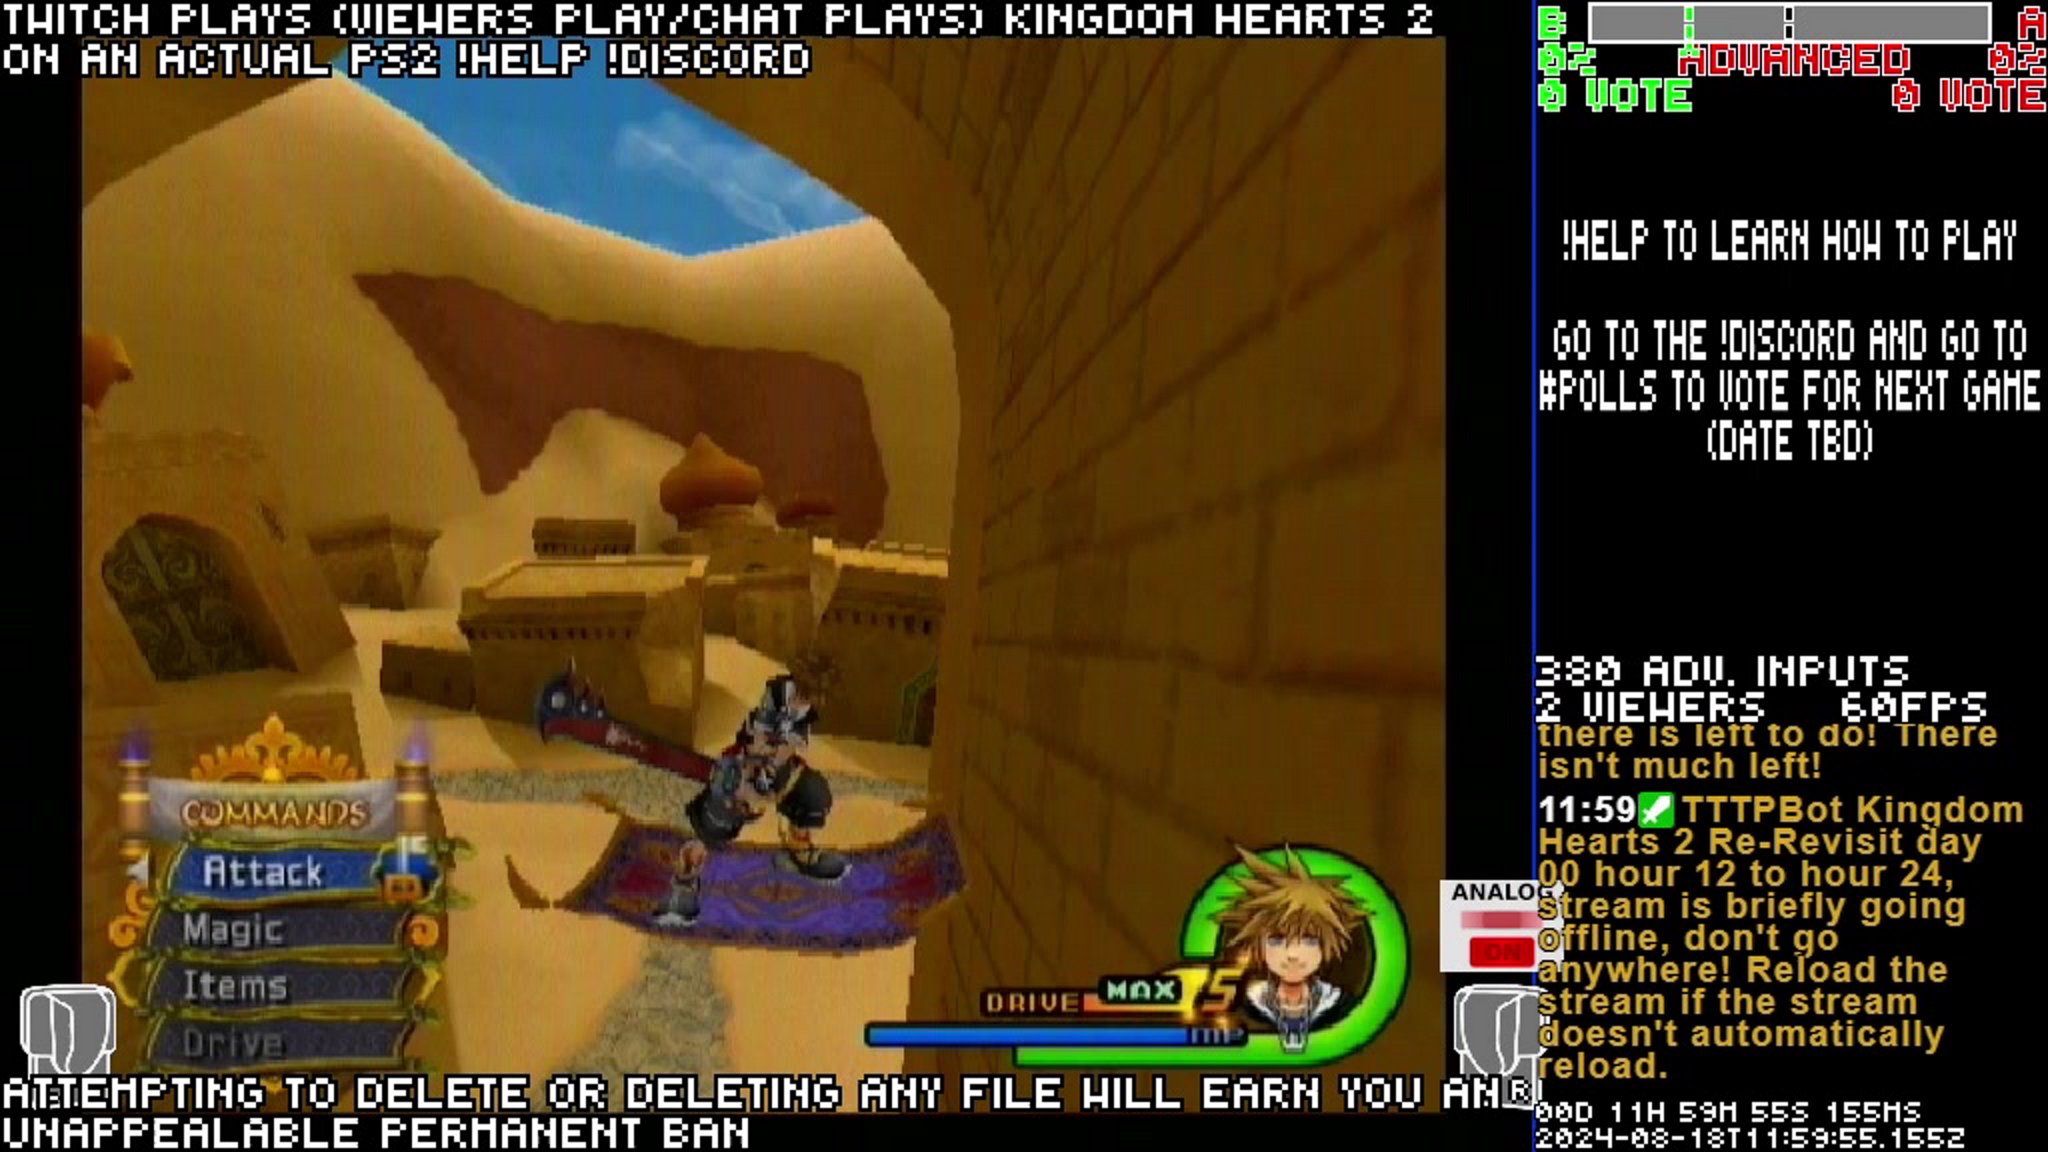 TWITCH PLAYS (VIEWERS PLAY/CHAT PLAYS) KINGDOM HEARTS 2
ON AN ACTUAL PS2 !HELP !DISCORD
B A
0% ADVANCED 0%
0 VOTE 0 VOTE
!HELP TO LEARN HOW TO PLAY
GO TO THE !DISCORD AND GO TO
#POLLS TO VOTE FOR NEXT GAME
(DATE TBD)
380 ADV. INPUTS
2 VIEWERS 60FPS
there is left to do! There
isn't much left!
11:59 TTTPBot Kingdom
Hearts 2 Re-Revisit day
00 hour 12 to hour 24,
stream is briefly going
offline, don't go
anywhere! Reload the
stream if the stream
doesn't automatically
reload.
00D 11H 59M 55S 155MS
2024-08-18T11:59:55.155Z
COMMANDS
Attack
Magic
Items
Drive
DRIVE MAX 5
MP
ANALOG
ON
ATTEMPTING TO DELETE OR DELETING ANY FILE WILL EARN YOU AN
UNAPPEALABLE PERMANENT BAN